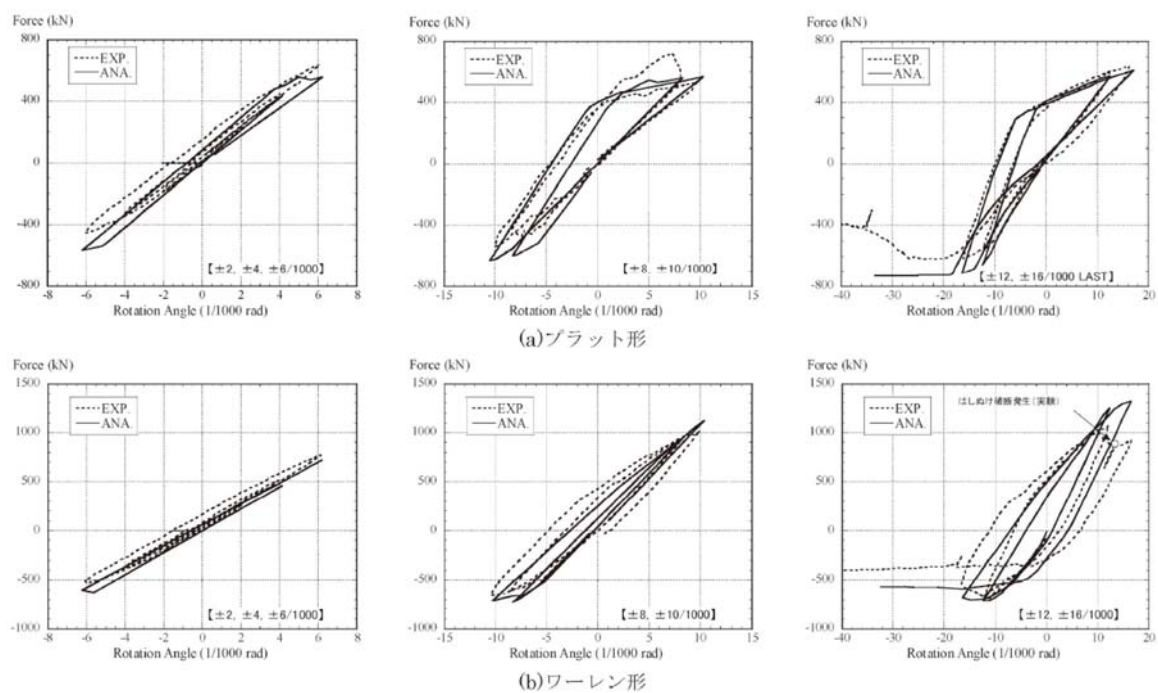 Force (kN)
800
400
0
-400
-800
EXP.
ANA.
【±2, ±4, ±6/1000】
-8 -6 -4 -2 0 2 4 6 8
Rotation Angle (1/1000 rad)
Force (kN)
800
400
0
-400
-800
EXP.
ANA.
【±8, ±10/1000】
-15 -10 -5 0 5 10 15
Rotation Angle (1/1000 rad)
Force (kN)
800
400
0
-400
-800
EXP.
ANA.
【±12, ±16/1000 LAST】
-40 -30 -20 -10 0 10 20
Rotation Angle (1/1000 rad)
(a)プラット形
Force (kN)
1500
1000
500
0
-500
-1000
EXP.
ANA.
【±2, ±4, ±6/1000】
-8 -6 -4 -2 0 2 4 6 8
Rotation Angle (1/1000 rad)
Force (kN)
1500
1000
500
0
-500
-1000
EXP.
ANA.
【±8, ±10/1000】
-15 -10 -5 0 5 10 15
Rotation Angle (1/1000 rad)
Force (kN)
1500
1000
500
0
-500
-1000
EXP.
ANA.
はしぬけ破断発生(実験)
【±12, ±16/1000】
-40 -30 -20 -10 0 10 20
Rotation Angle (1/1000 rad)
(b)ワーレン形